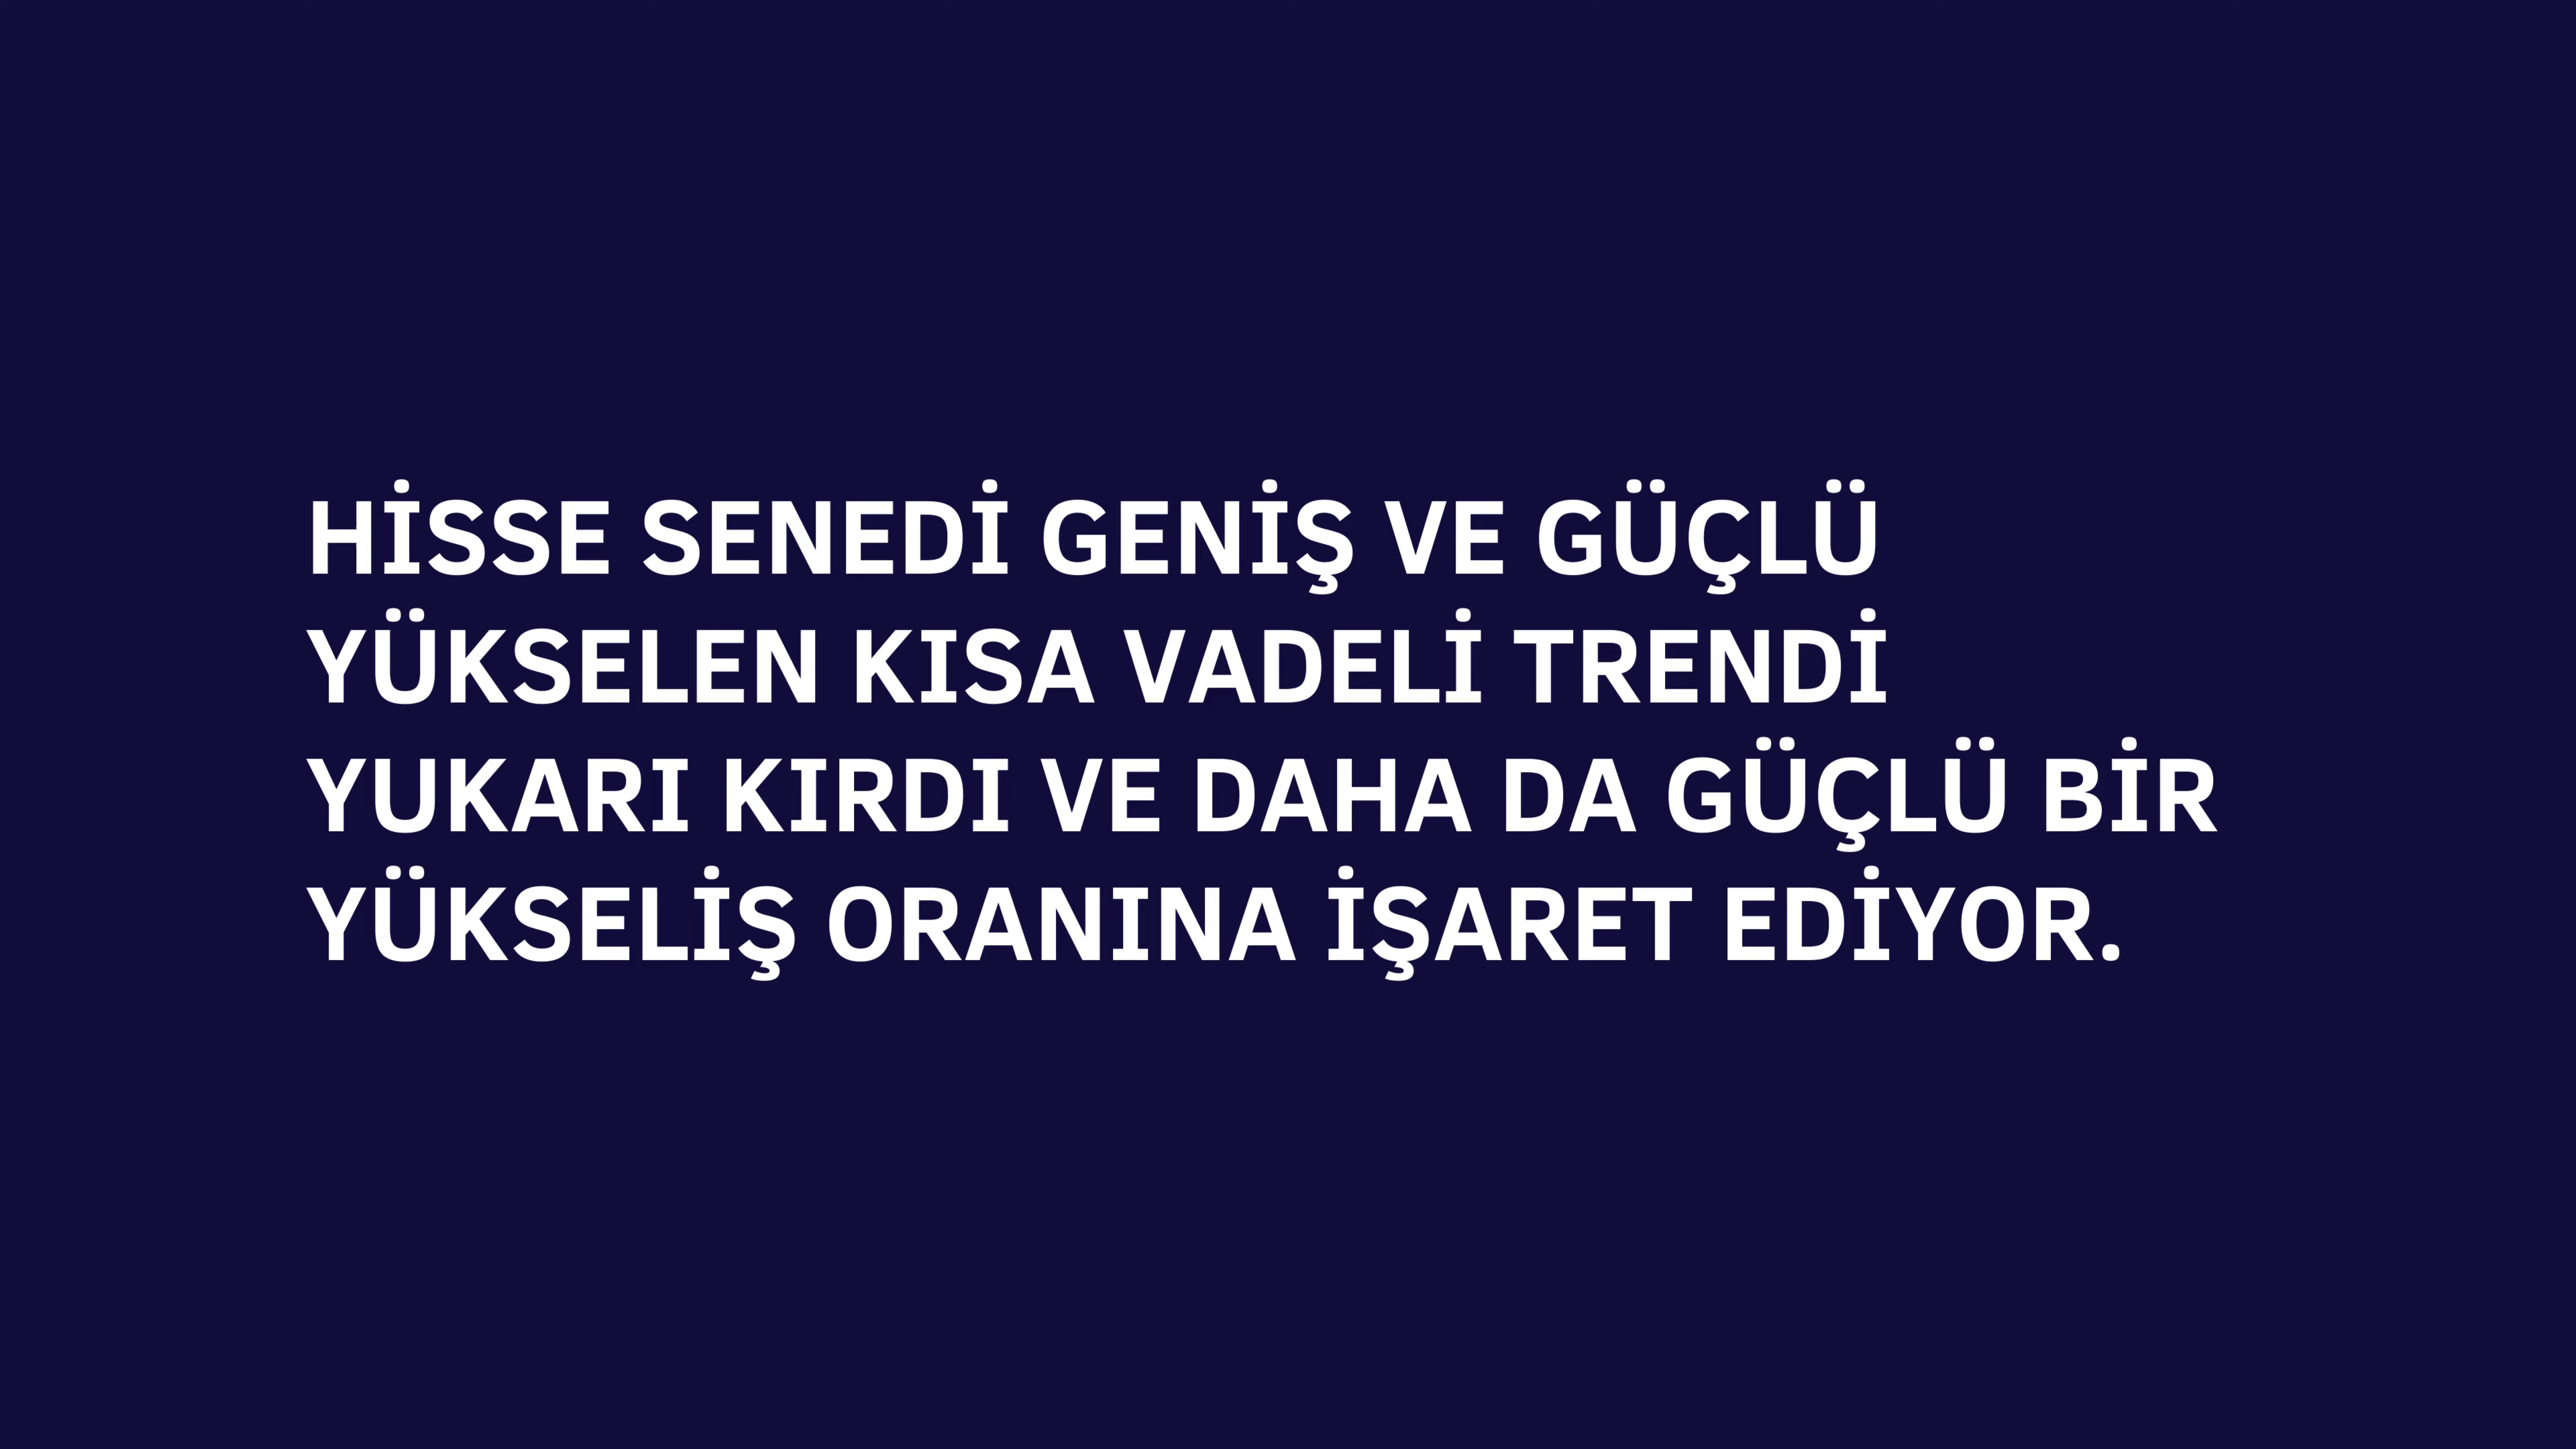 HİSSE SENEDİ GENİŞ VE GÜÇLÜ
YÜKSELEN KISA VADELİ TRENDİ
YUKARI KIRDI VE DAHA DA GÜÇLÜ BİR
YÜKSELİŞ ORANINA İŞARET EDİYOR.